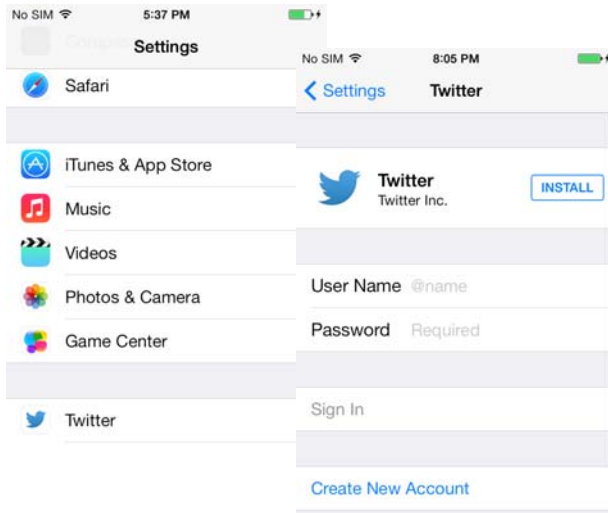 No SIM 5:37 PM
Settings
Safari
iTunes & App Store
Music
Videos
Photos & Camera
Game Center
Twitter
No SIM 8:05 PM
Settings Twitter
Twitter
Twitter Inc.
INSTALL
User Name @name
Password Required
Sign In
Create New Account